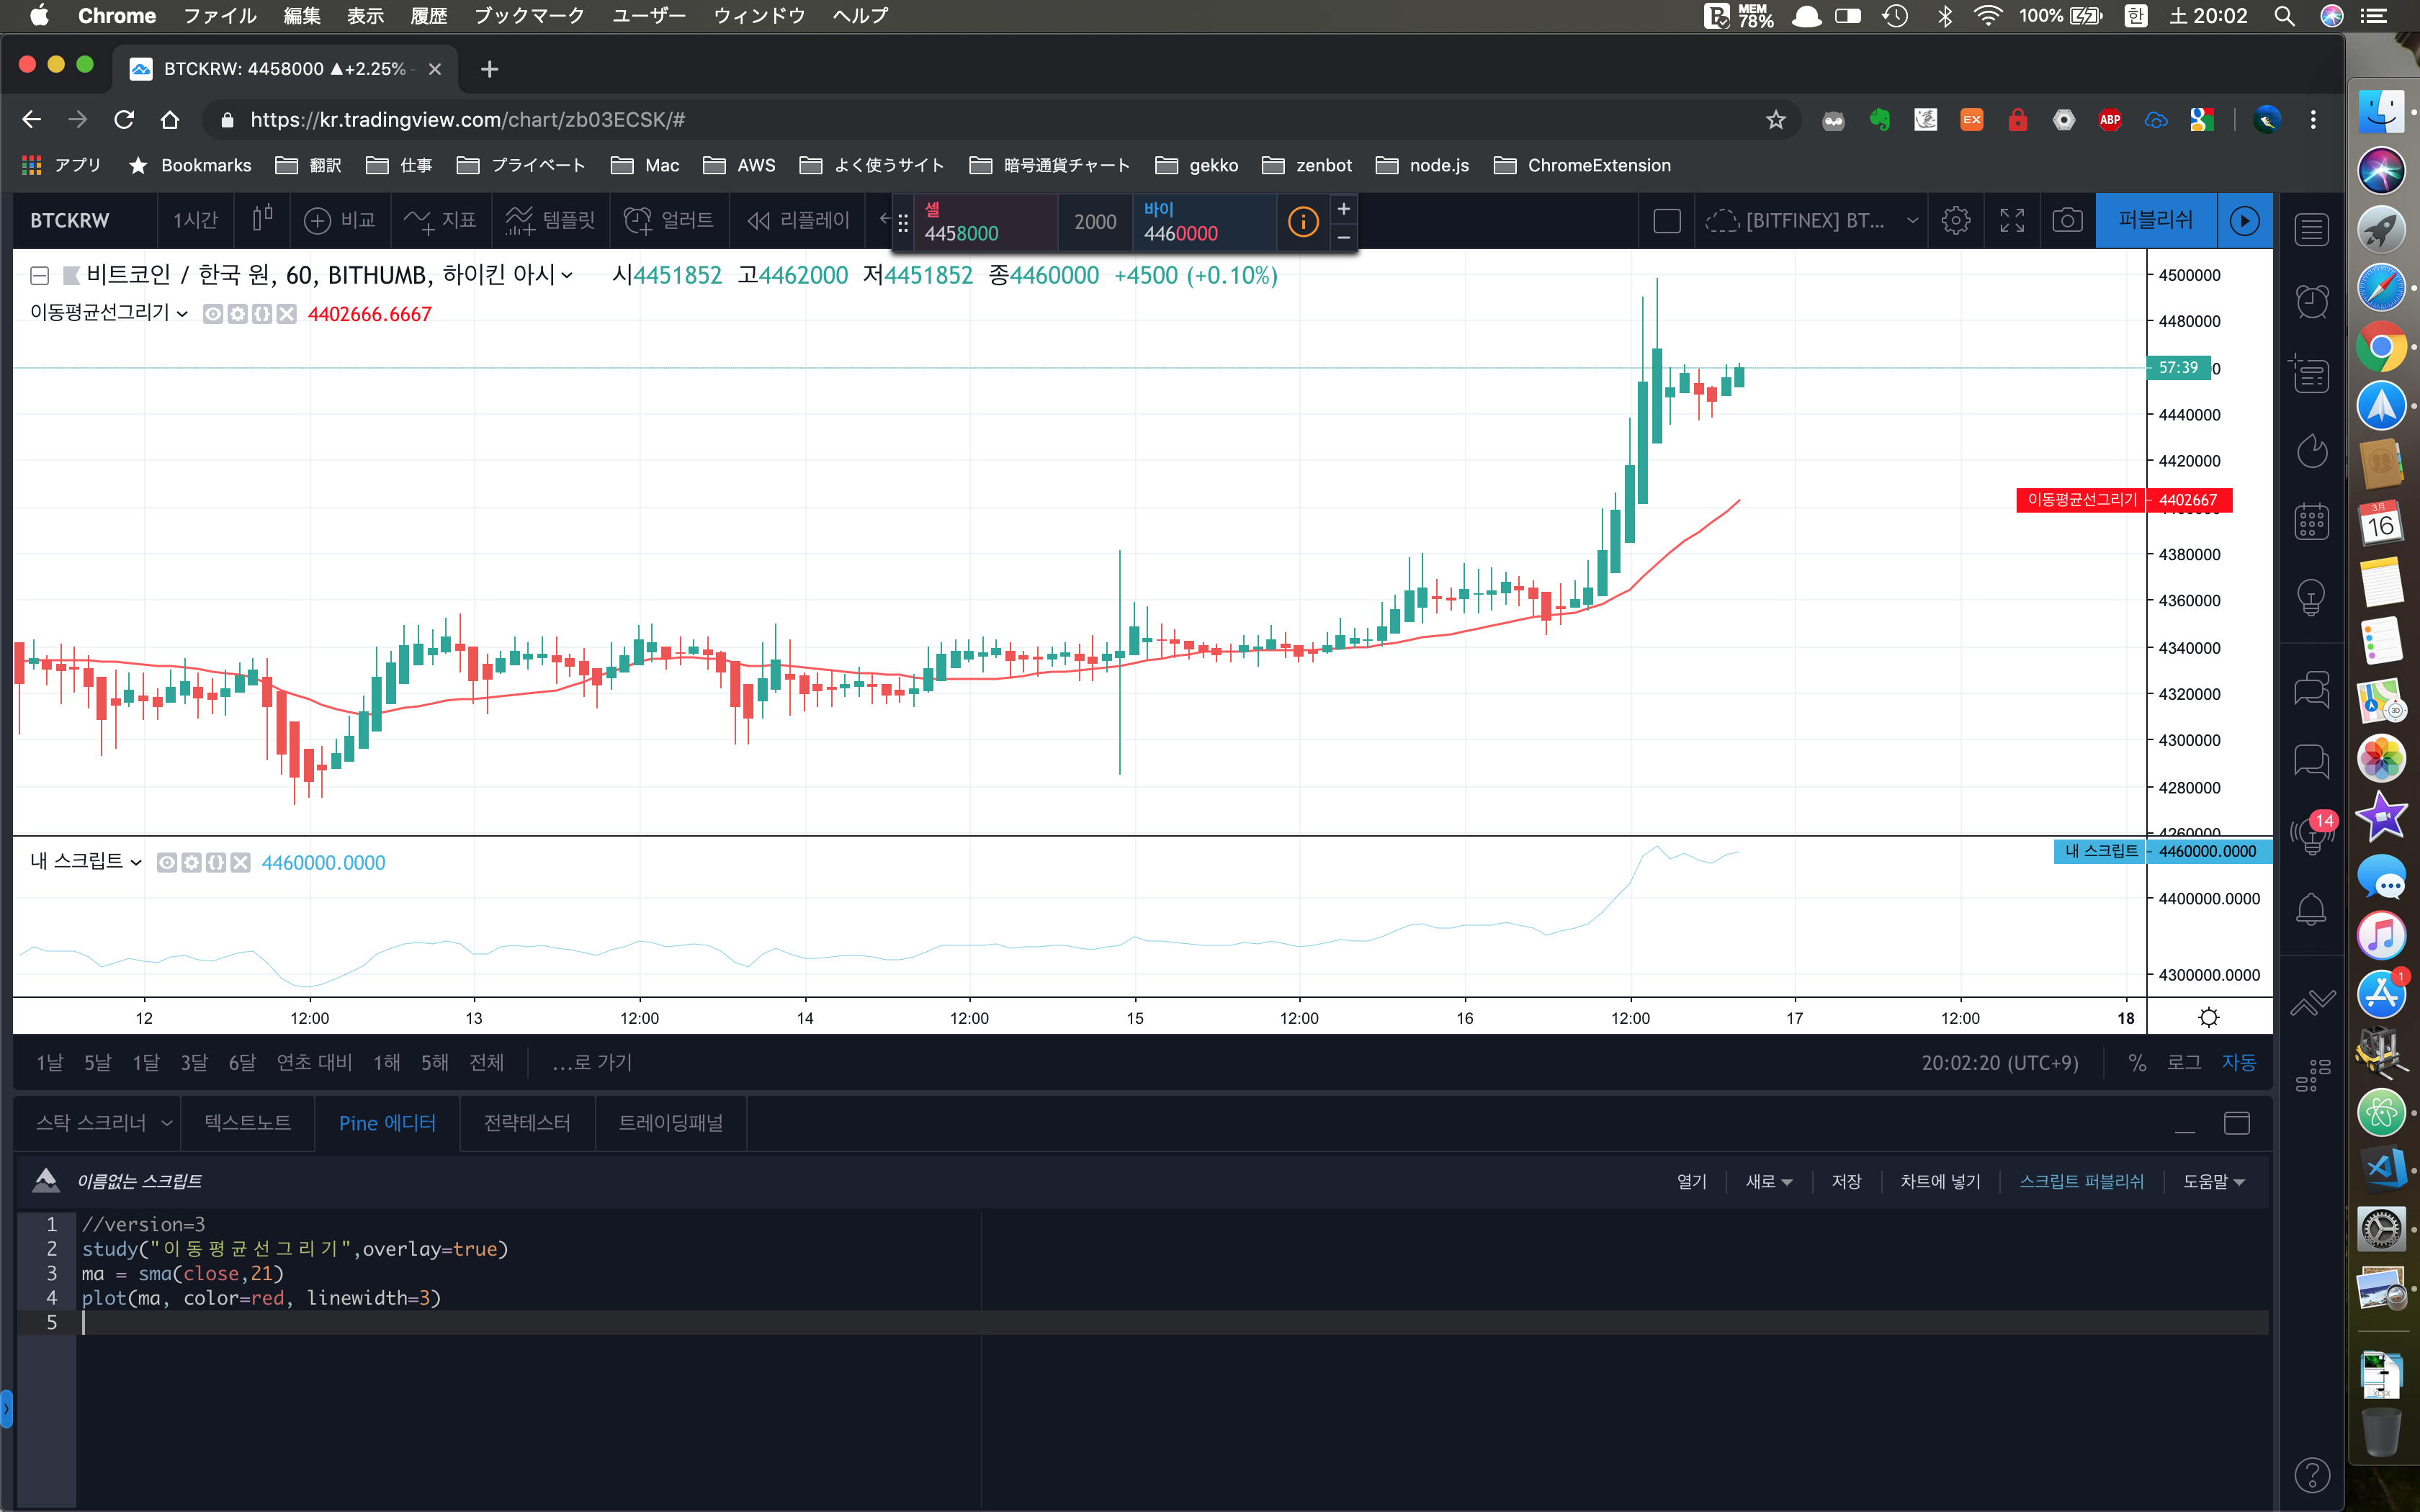 Chrome ファイル 編集 表示 履歴 ブックマーク ユーザー ウィンドウ ヘルプ MEM 78% 100% 한 土 20:02
BTCKRW: 4458000 ▲+2.25% -
https://kr.tradingview.com/chart/zb03ECSK/#
EX ABP
アプリ Bookmarks 翻訳 仕事 プライベート Mac AWS よく使うサイト 暗号通貨チャート gekko zenbot node.js ChromeExtension
BTCKRW 1시간 비교 지표 템플릿 얼러트 리플레이
셀 4458000 2000 바이 4460000
[BITFINEX] BT... 퍼블리쉬
비트코인 / 한국 원, 60, BITHUMB, 하이킨 아시 시4451852 고4462000 저4451852 종4460000 +4500 (+0.10%)
이동평균선그리기 4402666.6667
4500000
4480000
57:39
4440000
4420000
이동평균선그리기 4402667
4380000
4360000
4340000
4320000
4300000
4280000
4260000
내 스크립트 4460000.0000
내 스크립트 4460000.0000
4400000.0000
4300000.0000
12 12:00 13 12:00 14 12:00 15 12:00 16 12:00 17 12:00 18
1날 5날 1달 3달 6달 연초 대비 1해 5해 전체 ...로 가기 20:02:20 (UTC+9) % 로그 자동
스탁 스크리너 텍스트노트 Pine 에디터 전략테스터 트레이딩패널
이름없는 스크립트 열기 새로 저장 차트에 넣기 스크립트 퍼블리쉬 도움말
1 //version=3
2 study("이동평균선그리기",overlay=true)
3 ma = sma(close,21)
4 plot(ma, color=red, linewidth=3)
5
14
3月
16
3D
1